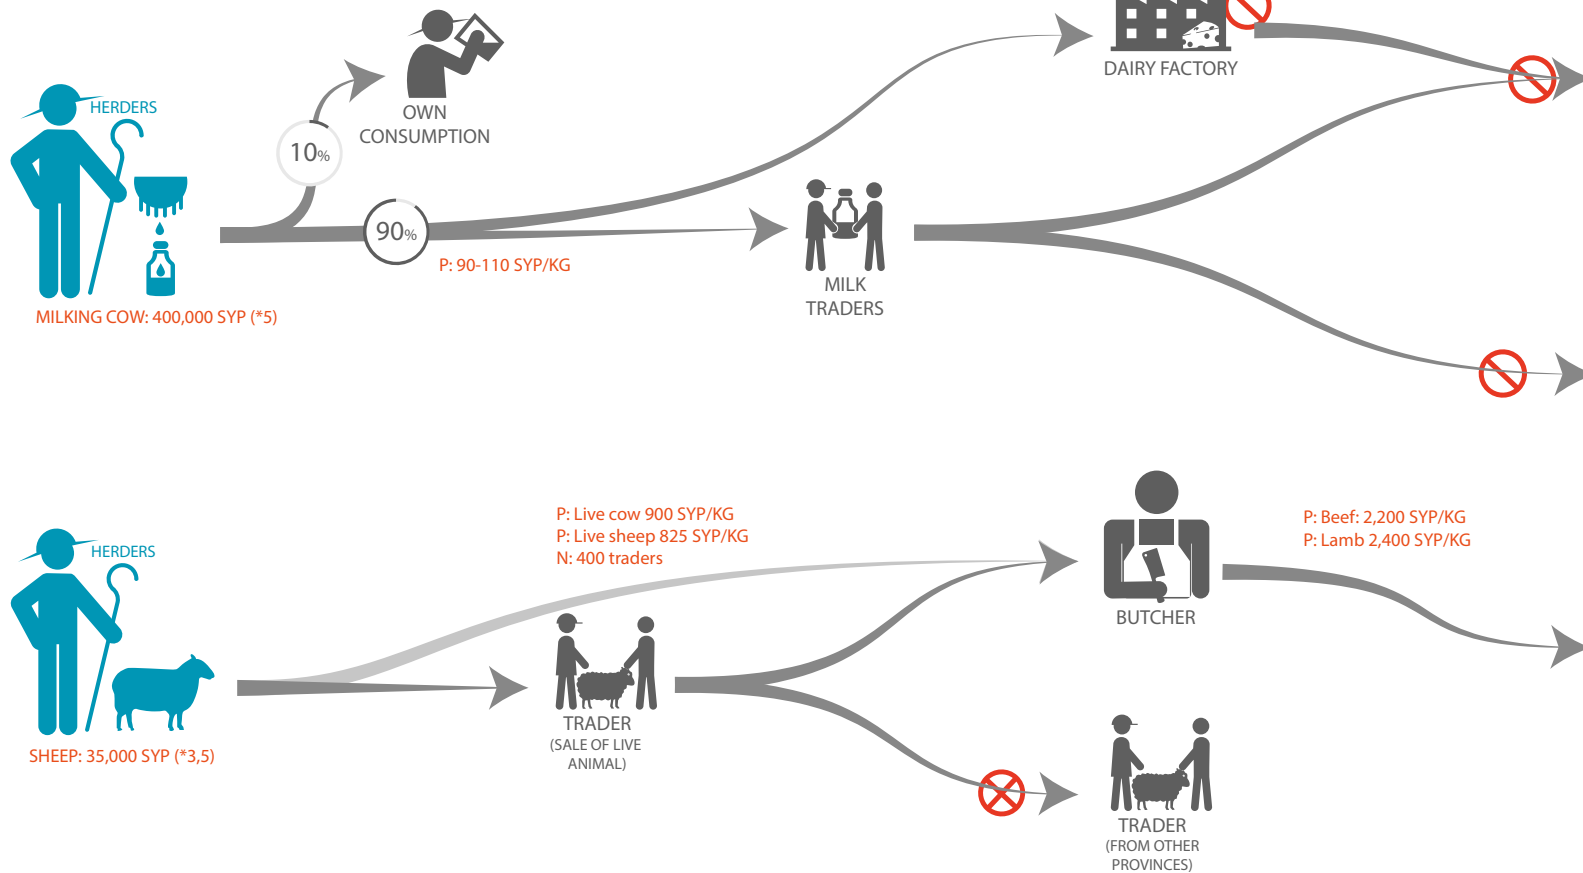 HERDERS
10%
OWN
CONSUMPTION
DAIRY FACTORY
90%
P: 90-110 SYP/KG
MILK
TRADERS
MILKING COW: 400,000 SYP (*5)
HERDERS
P: Live cow 900 SYP/KG
P: Live sheep 825 SYP/KG
N: 400 traders
BUTCHER
P: Beef: 2,200 SYP/KG
P: Lamb 2,400 SYP/KG
TRADER
(SALE OF LIVE
ANIMAL)
SHEEP: 35,000 SYP (*3,5)
TRADER
(FROM OTHER
PROVINCES)